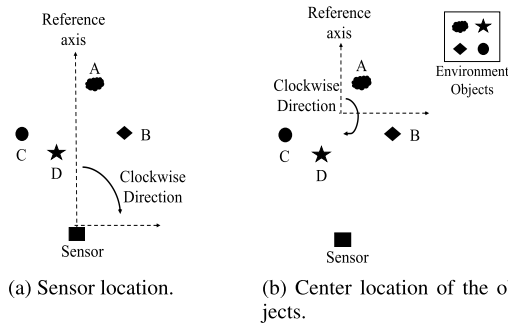 Reference
axis
A
B
C
D
Clockwise
Direction
Sensor
(a) Sensor location.
Reference
axis
A
Clockwise
Direction
B
C
D
Sensor
Environment
Objects
(b) Center location of the o
jects.